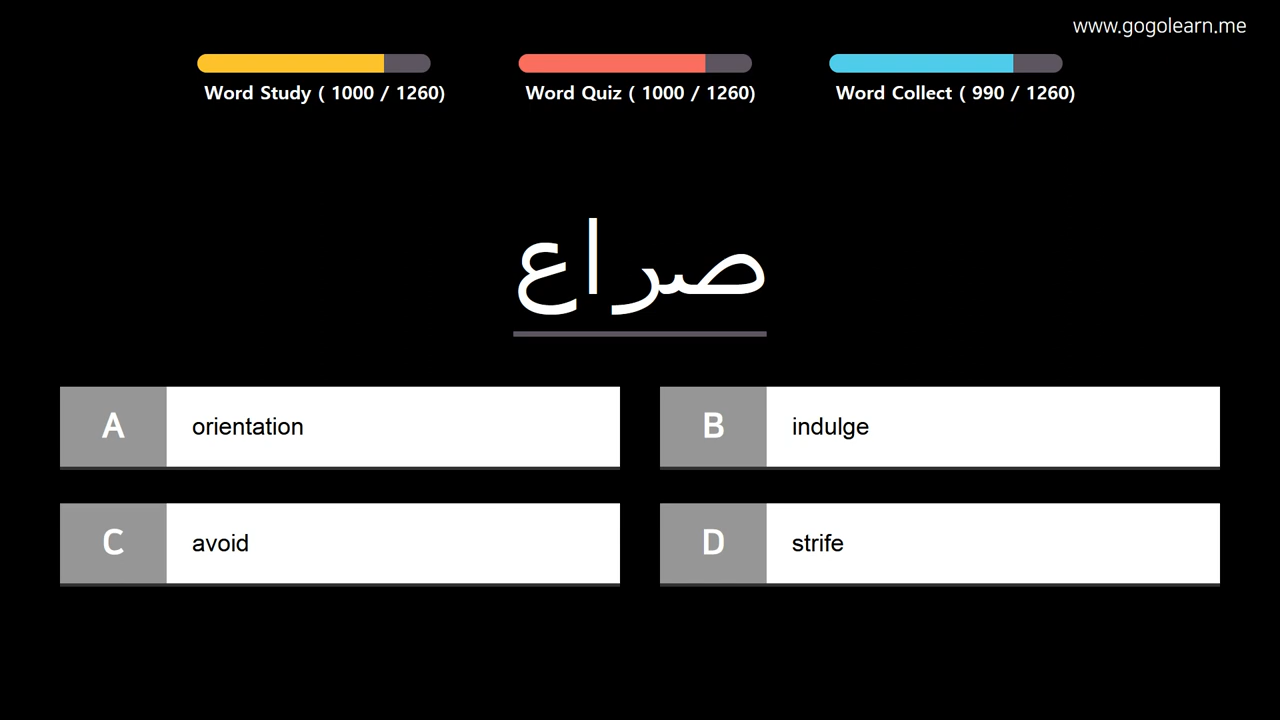 www.gogolearn.me
Word Study ( 1000 / 1260)
Word Quiz ( 1000 / 1260)
Word Collect ( 990 / 1260)
صراع
A orientation
B indulge
C avoid
D strife